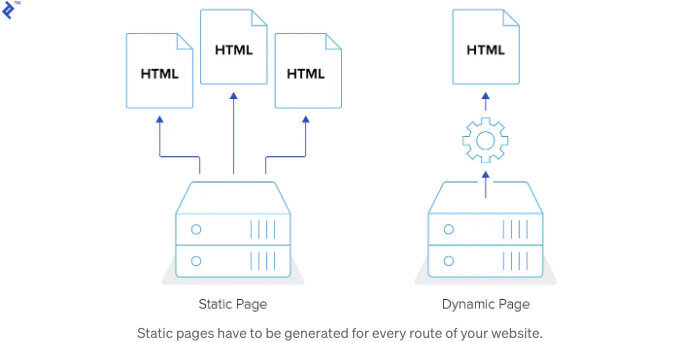 TM
HTML
HTML
HTML
HTML
Static Page
Dynamic Page
Static pages have to be generated for every route of your website.